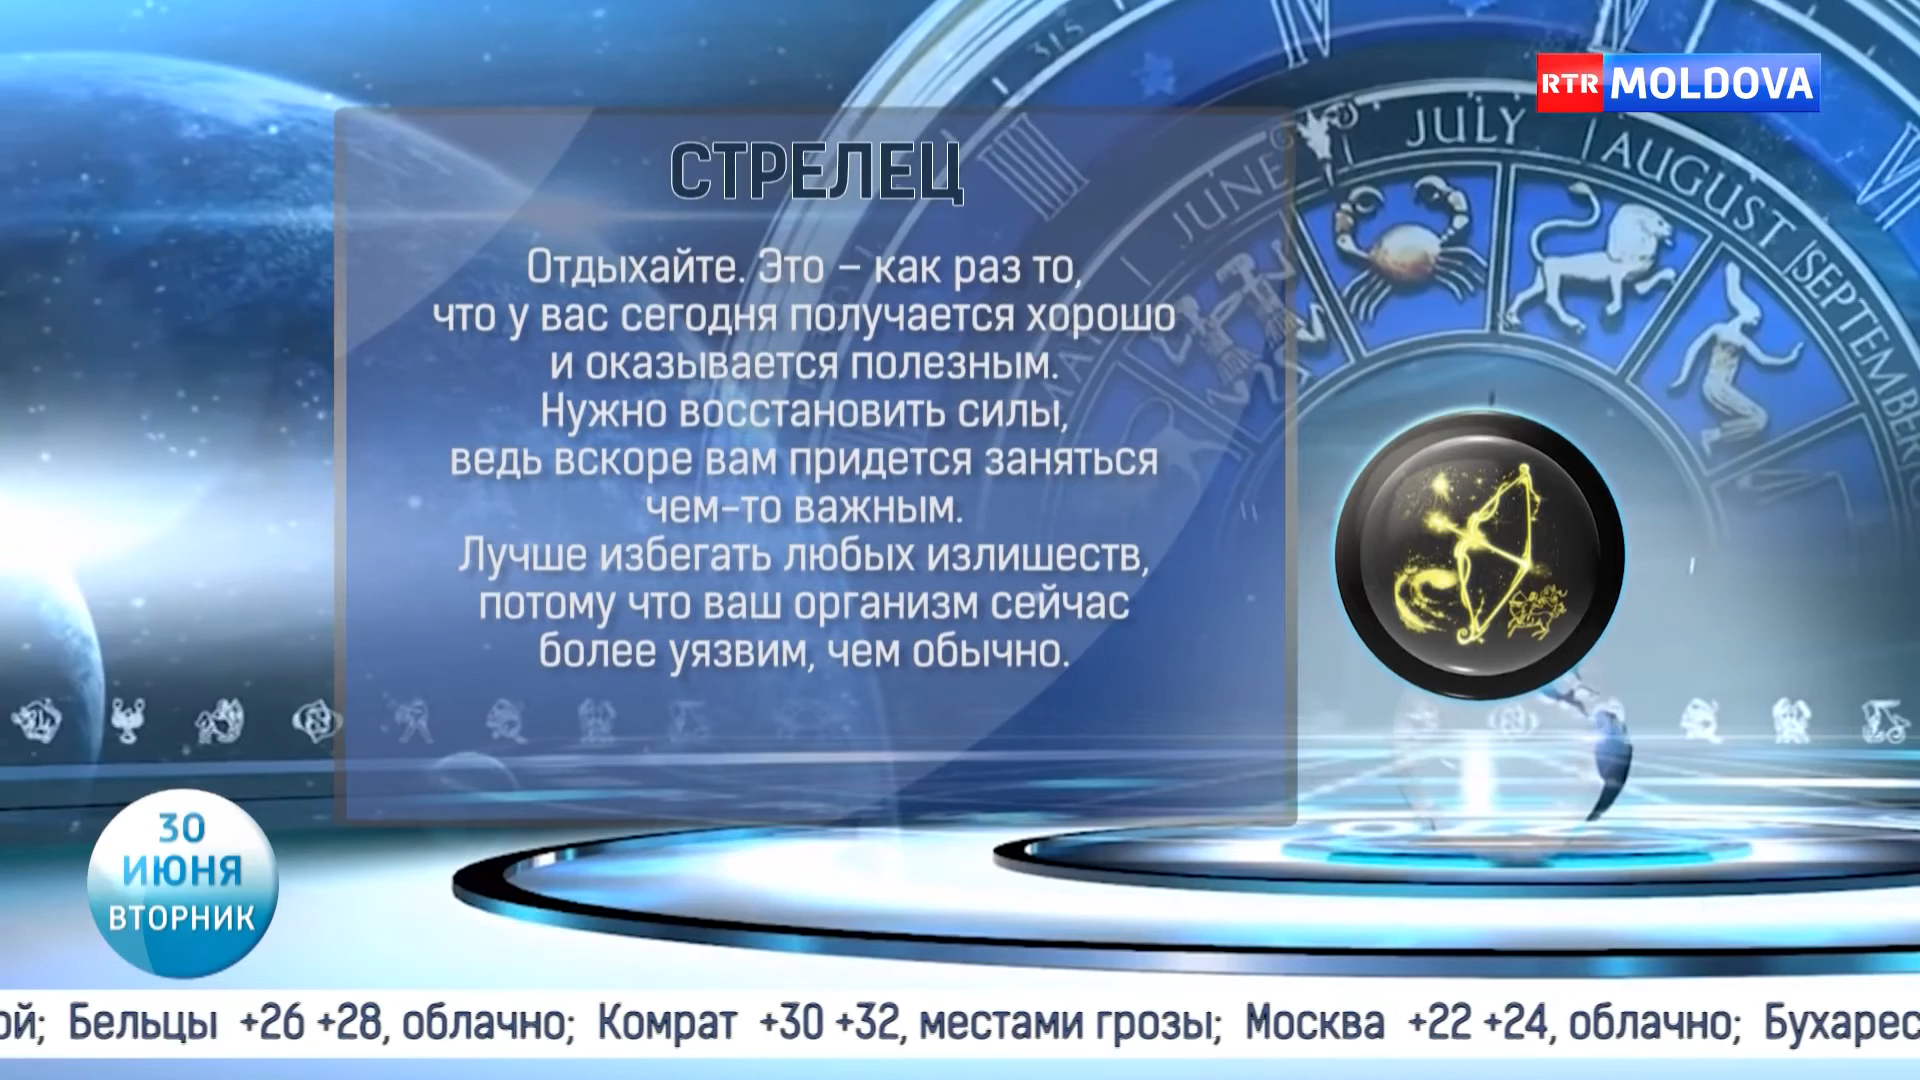 315
RTR MOLDOVA
JUNE
JULY
AUGUST
SEPTEMBER
СТРЕЛЕЦ
Отдыхайте. Это – как раз то,
что у вас сегодня получается хорошо
и оказывается полезным.
Нужно восстановить силы,
ведь вскоре вам придется заняться
чем-то важным.
Лучше избегать любых излишеств,
потому что ваш организм сейчас
более уязвим, чем обычно.
30
ИЮНЯ
ВТОРНИК
ой; Бельцы +26 +28, облачно; Комрат +30 +32, местами грозы; Москва +22 +24, облачно; Бухарес